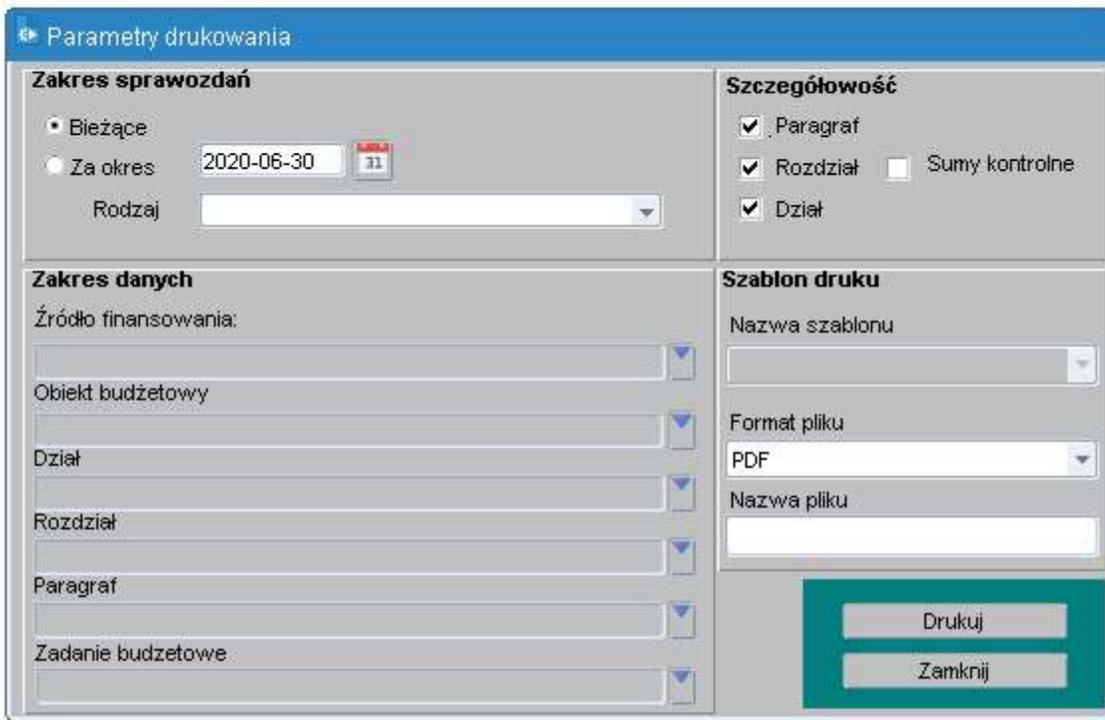 Parametry drukowania
Zakres sprawozdań
Bieżące
Za okres 2020-06-30 31
Rodzaj
Szczegółowość
Paragraf
Rozdział Sumy kontrolne
Dział
Zakres danych
Źródło finansowania:
Obiekt budżetowy
Dział
Rozdział
Paragraf
Zadanie budzetowe
Szablon druku
Nazwa szablonu
Format pliku
PDF
Nazwa pliku
Drukuj
Zamknij